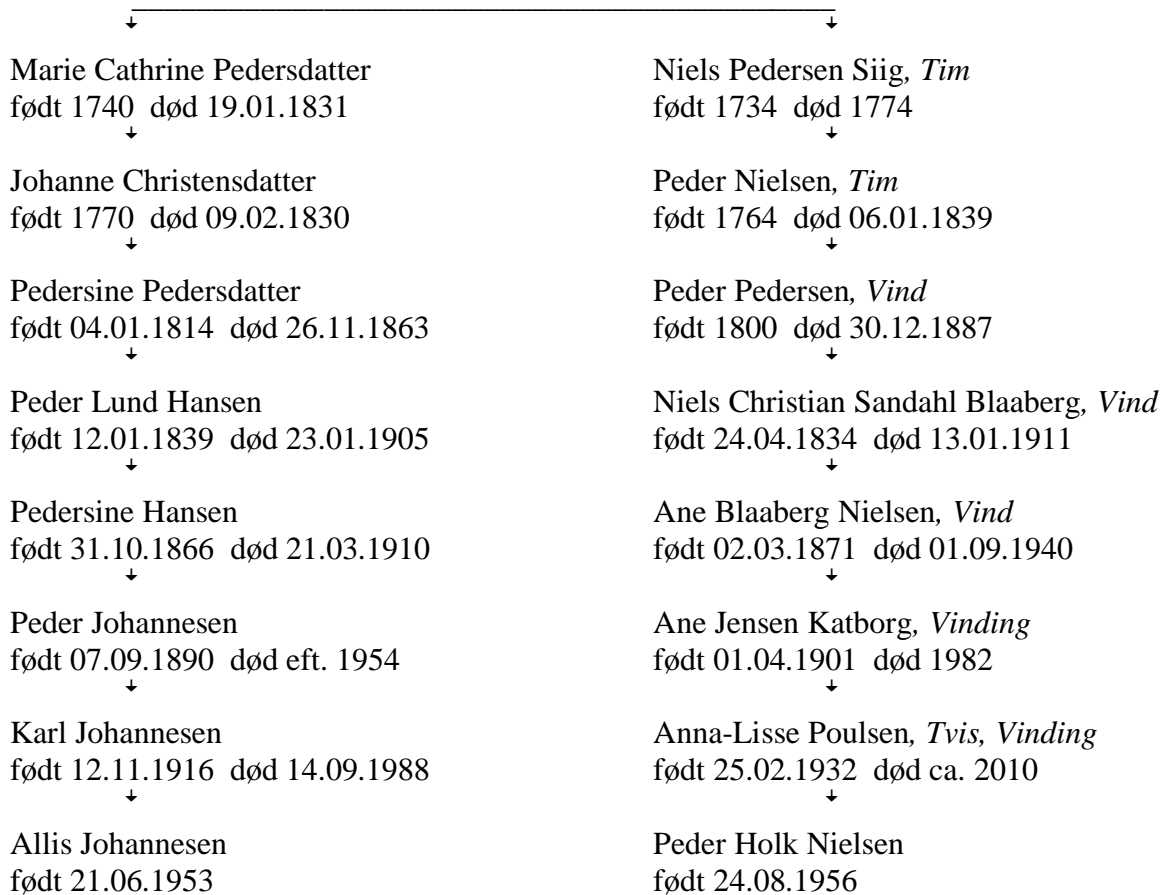 Marie Cathrine Pedersdatter
født 1740 død 19.01.1831
Niels Pedersen Siig, Tim
født 1734 død 1774
Johanne Christensdatter
født 1770 død 09.02.1830
Peder Nielsen, Tim
født 1764 død 06.01.1839
Pedersine Pedersdatter
født 04.01.1814 død 26.11.1863
Peder Pedersen, Vind
født 1800 død 30.12.1887
Peder Lund Hansen
født 12.01.1839 død 23.01.1905
Niels Christian Sandahl Blaaberg, Vind
født 24.04.1834 død 13.01.1911
Pedersine Hansen
født 31.10.1866 død 21.03.1910
Ane Blaaberg Nielsen, Vind
født 02.03.1871 død 01.09.1940
Peder Johannesen
født 07.09.1890 død eft. 1954
Ane Jensen Katborg, Vinding
født 01.04.1901 død 1982
Karl Johannesen
født 12.11.1916 død 14.09.1988
Anna-Lisse Poulsen, Tvis, Vinding
født 25.02.1932 død ca. 2010
Allis Johannesen
født 21.06.1953
Peder Holk Nielsen
født 24.08.1956